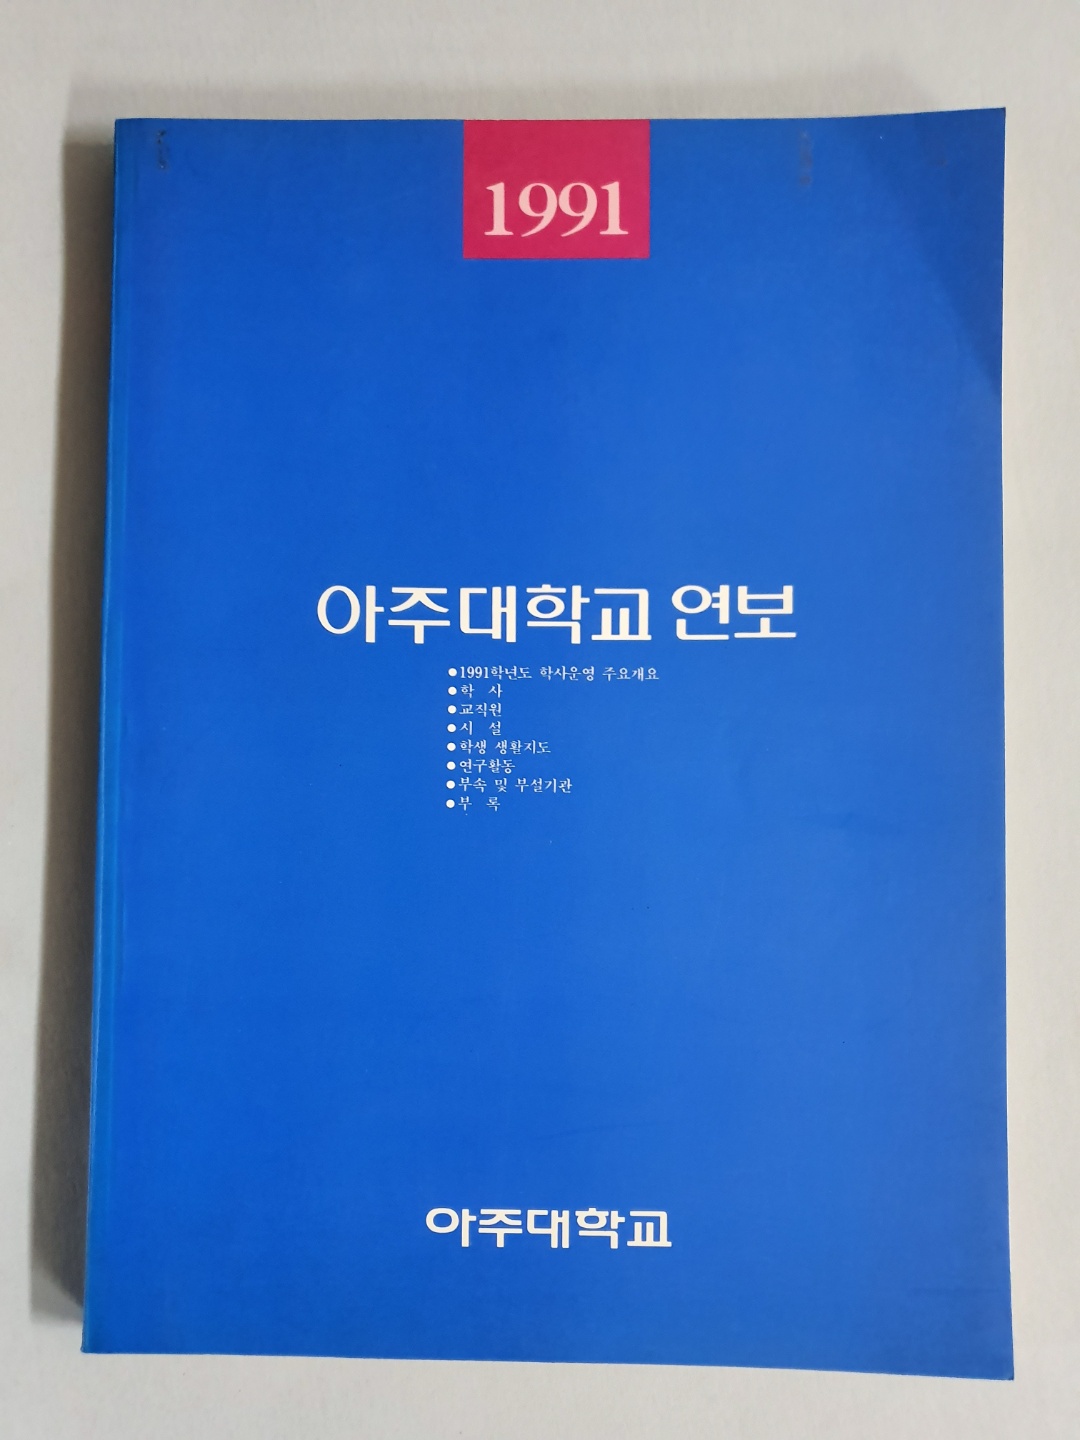 1991
아주대학교 연보
●1991학년도 학사운영 주요개요
●학 사
●교직원
●시 설
●학생 생활지도
●연구활동
●부속 및 부설기관
●부 록
아주대학교